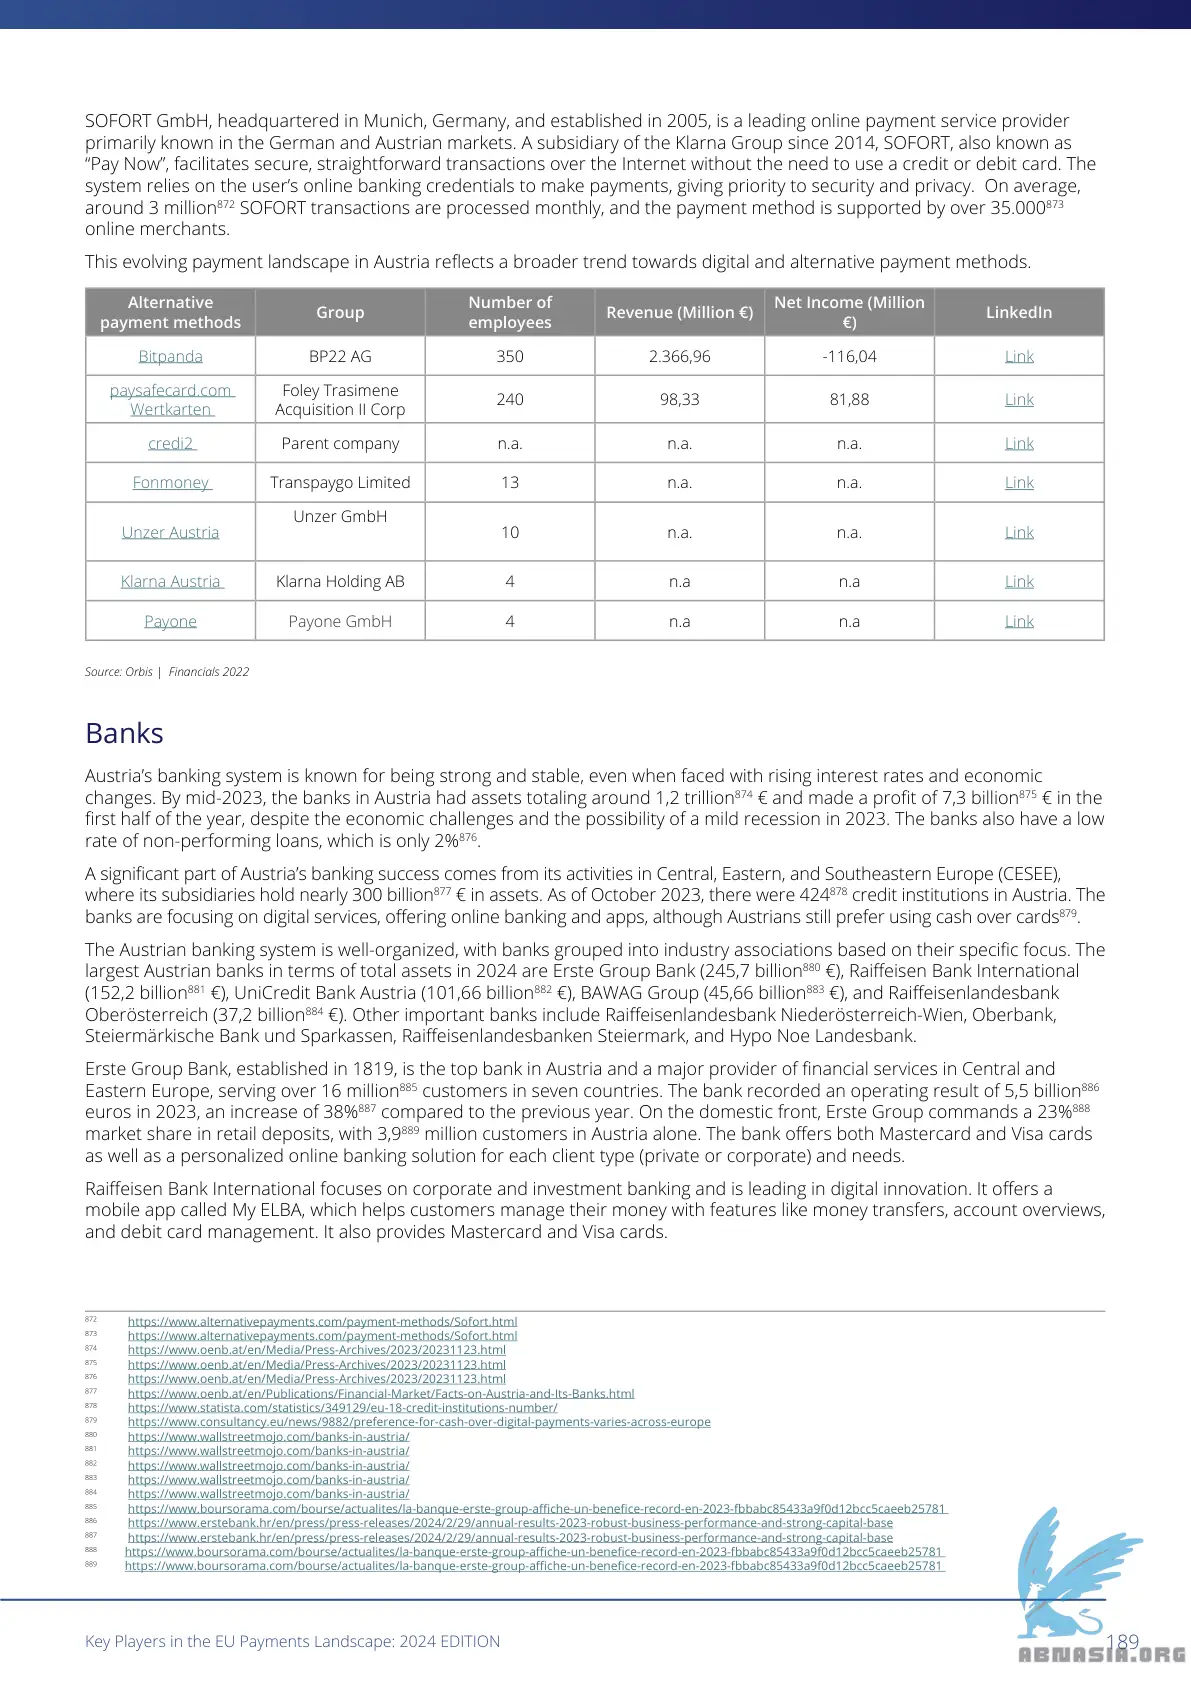 SOFORT GmbH, headquartered in Munich, Germany, and established in 2005, is a leading online payment service provider
primarily known in the German and Austrian markets. A subsidiary of the Klarna Group since 2014, SOFORT, also known as
“Pay Now”, facilitates secure, straightforward transactions over the Internet without the need to use a credit or debit card. The
system relies on the user’s online banking credentials to make payments, giving priority to security and privacy. On average,
around 3 million872 SOFORT transactions are processed monthly, and the payment method is supported by over 35.000873
online merchants.
This evolving payment landscape in Austria reflects a broader trend towards digital and alternative payment methods.
Alternative payment methods Group Number of employees Revenue (Million €) Net Income (Million €) LinkedIn
Bitpanda BP22 AG 350 2.366,96 -116,04 Link
paysafecard.com Wertkarten Foley Trasimene Acquisition II Corp 240 98,33 81,88 Link
credi2 Parent company n.a. n.a. n.a. Link
Fonmoney Transpaygo Limited 13 n.a. n.a. Link
Unzer Austria Unzer GmbH 10 n.a. n.a. Link
Klarna Austria Klarna Holding AB 4 n.a n.a Link
Payone Payone GmbH 4 n.a n.a Link
Source: Orbis | Financials 2022
Banks
Austria’s banking system is known for being strong and stable, even when faced with rising interest rates and economic
changes. By mid-2023, the banks in Austria had assets totaling around 1,2 trillion874 € and made a profit of 7,3 billion875 € in the
first half of the year, despite the economic challenges and the possibility of a mild recession in 2023. The banks also have a low
rate of non-performing loans, which is only 2%876.
A significant part of Austria’s banking success comes from its activities in Central, Eastern, and Southeastern Europe (CESEE),
where its subsidiaries hold nearly 300 billion877 € in assets. As of October 2023, there were 424878 credit institutions in Austria. The
banks are focusing on digital services, offering online banking and apps, although Austrians still prefer using cash over cards879.
The Austrian banking system is well-organized, with banks grouped into industry associations based on their specific focus. The
largest Austrian banks in terms of total assets in 2024 are Erste Group Bank (245,7 billion880 €), Raiffeisen Bank International
(152,2 billion881 €), UniCredit Bank Austria (101,66 billion882 €), BAWAG Group (45,66 billion883 €), and Raiffeisenlandesbank
Oberösterreich (37,2 billion884 €). Other important banks include Raiffeisenlandesbank Niederösterreich-Wien, Oberbank,
Steiermärkische Bank und Sparkassen, Raiffeisenlandesbanken Steiermark, and Hypo Noe Landesbank.
Erste Group Bank, established in 1819, is the top bank in Austria and a major provider of financial services in Central and
Eastern Europe, serving over 16 million885 customers in seven countries. The bank recorded an operating result of 5,5 billion886
euros in 2023, an increase of 38%887 compared to the previous year. On the domestic front, Erste Group commands a 23%888
market share in retail deposits, with 3,9889 million customers in Austria alone. The bank offers both Mastercard and Visa cards
as well as a personalized online banking solution for each client type (private or corporate) and needs.
Raiffeisen Bank International focuses on corporate and investment banking and is leading in digital innovation. It offers a
mobile app called My ELBA, which helps customers manage their money with features like money transfers, account overviews,
and debit card management. It also provides Mastercard and Visa cards.
872 https://www.alternativepayments.com/payment-methods/Sofort.html
873 https://www.alternativepayments.com/payment-methods/Sofort.html
874 https://www.oenb.at/en/Media/Press-Archives/2023/20231123.html
875 https://www.oenb.at/en/Media/Press-Archives/2023/20231123.html
876 https://www.oenb.at/en/Media/Press-Archives/2023/20231123.html
877 https://www.oenb.at/en/Publications/Financial-Market/Facts-on-Austria-and-Its-Banks.html
878 https://www.statista.com/statistics/349129/eu-18-credit-institutions-number/
879 https://www.consultancy.eu/news/9882/preference-for-cash-over-digital-payments-varies-across-europe
880 https://www.wallstreetmojo.com/banks-in-austria/
881 https://www.wallstreetmojo.com/banks-in-austria/
882 https://www.wallstreetmojo.com/banks-in-austria/
883 https://www.wallstreetmojo.com/banks-in-austria/
884 https://www.wallstreetmojo.com/banks-in-austria/
885 https://www.boursorama.com/bourse/actualites/la-banque-erste-group-affiche-un-benefice-record-en-2023-fbbabc85433a9f0d12bcc5caeeb25781
886 https://www.erstebank.hr/en/press/press-releases/2024/2/29/annual-results-2023-robust-business-performance-and-strong-capital-base
887 https://www.erstebank.hr/en/press/press-releases/2024/2/29/annual-results-2023-robust-business-performance-and-strong-capital-base
888 https://www.boursorama.com/bourse/actualites/la-banque-erste-group-affiche-un-benefice-record-en-2023-fbbabc85433a9f0d12bcc5caeeb25781
889 https://www.boursorama.com/bourse/actualites/la-banque-erste-group-affiche-un-benefice-record-en-2023-fbbabc85433a9f0d12bcc5caeeb25781
Key Players in the EU Payments Landscape: 2024 EDITION 189
ABNASIA.ORG